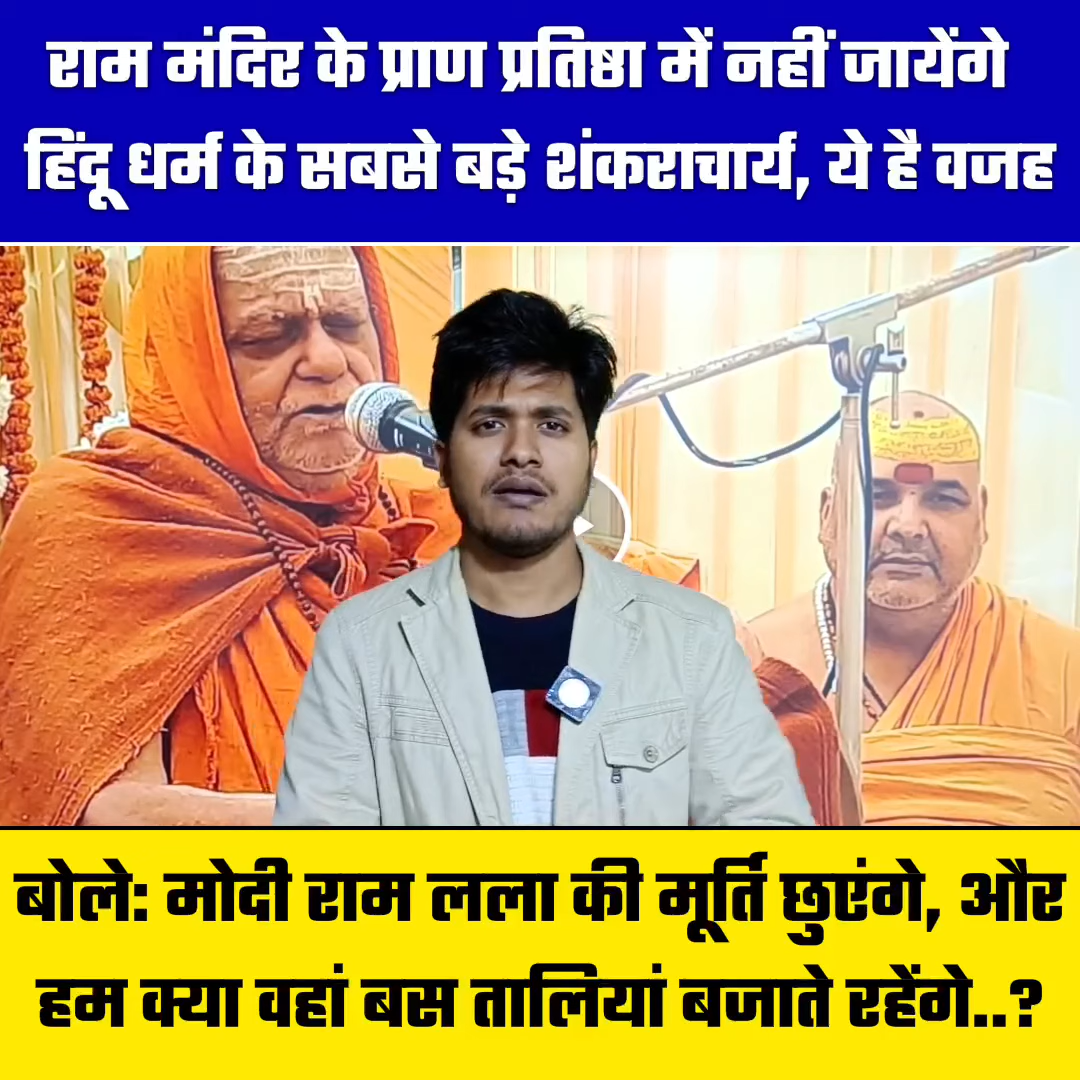 राम मंदिर के प्राण प्रतिष्ठा में नहीं जायेंगे
हिंदू धर्म के सबसे बड़े शंकराचार्य, ये है वजह
बोले: मोदी राम लला की मूर्ति छुएंगे, और
हम क्या वहां बस तालियां बजाते रहेंगे..?